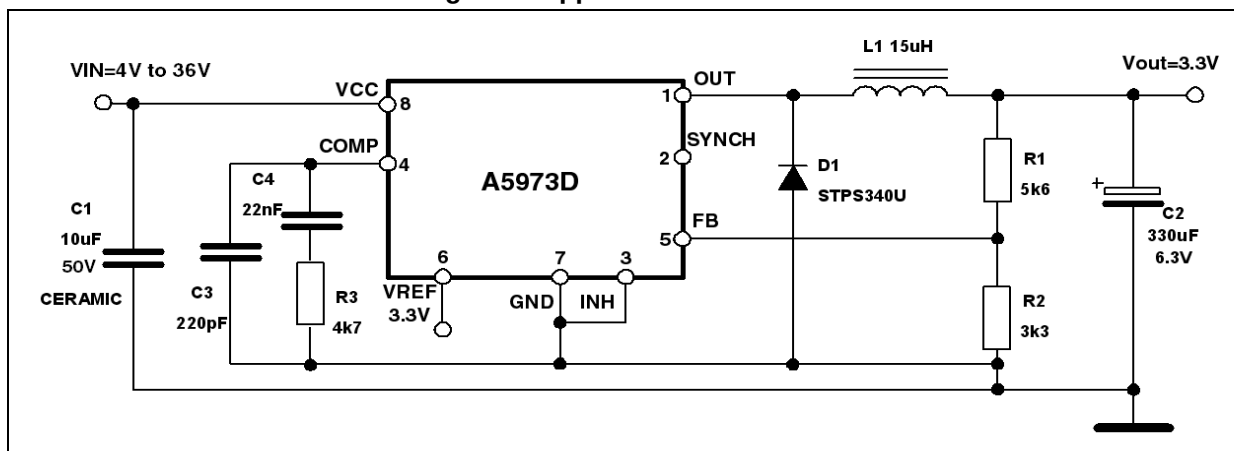 L1 15uH
VIN=4V to 36V
Vout=3.3V
VCC
8
OUT
1
COMP
4
SYNCH
2
A5973D
C4
22nF
D1
STPS340U
R1
5k6
C1
10uF
50V
CERAMIC
FB
5
C2
330uF
6.3V
+
6
7
3
C3
220pF
R3
4k7
VREF
3.3V
GND
INH
R2
3k3